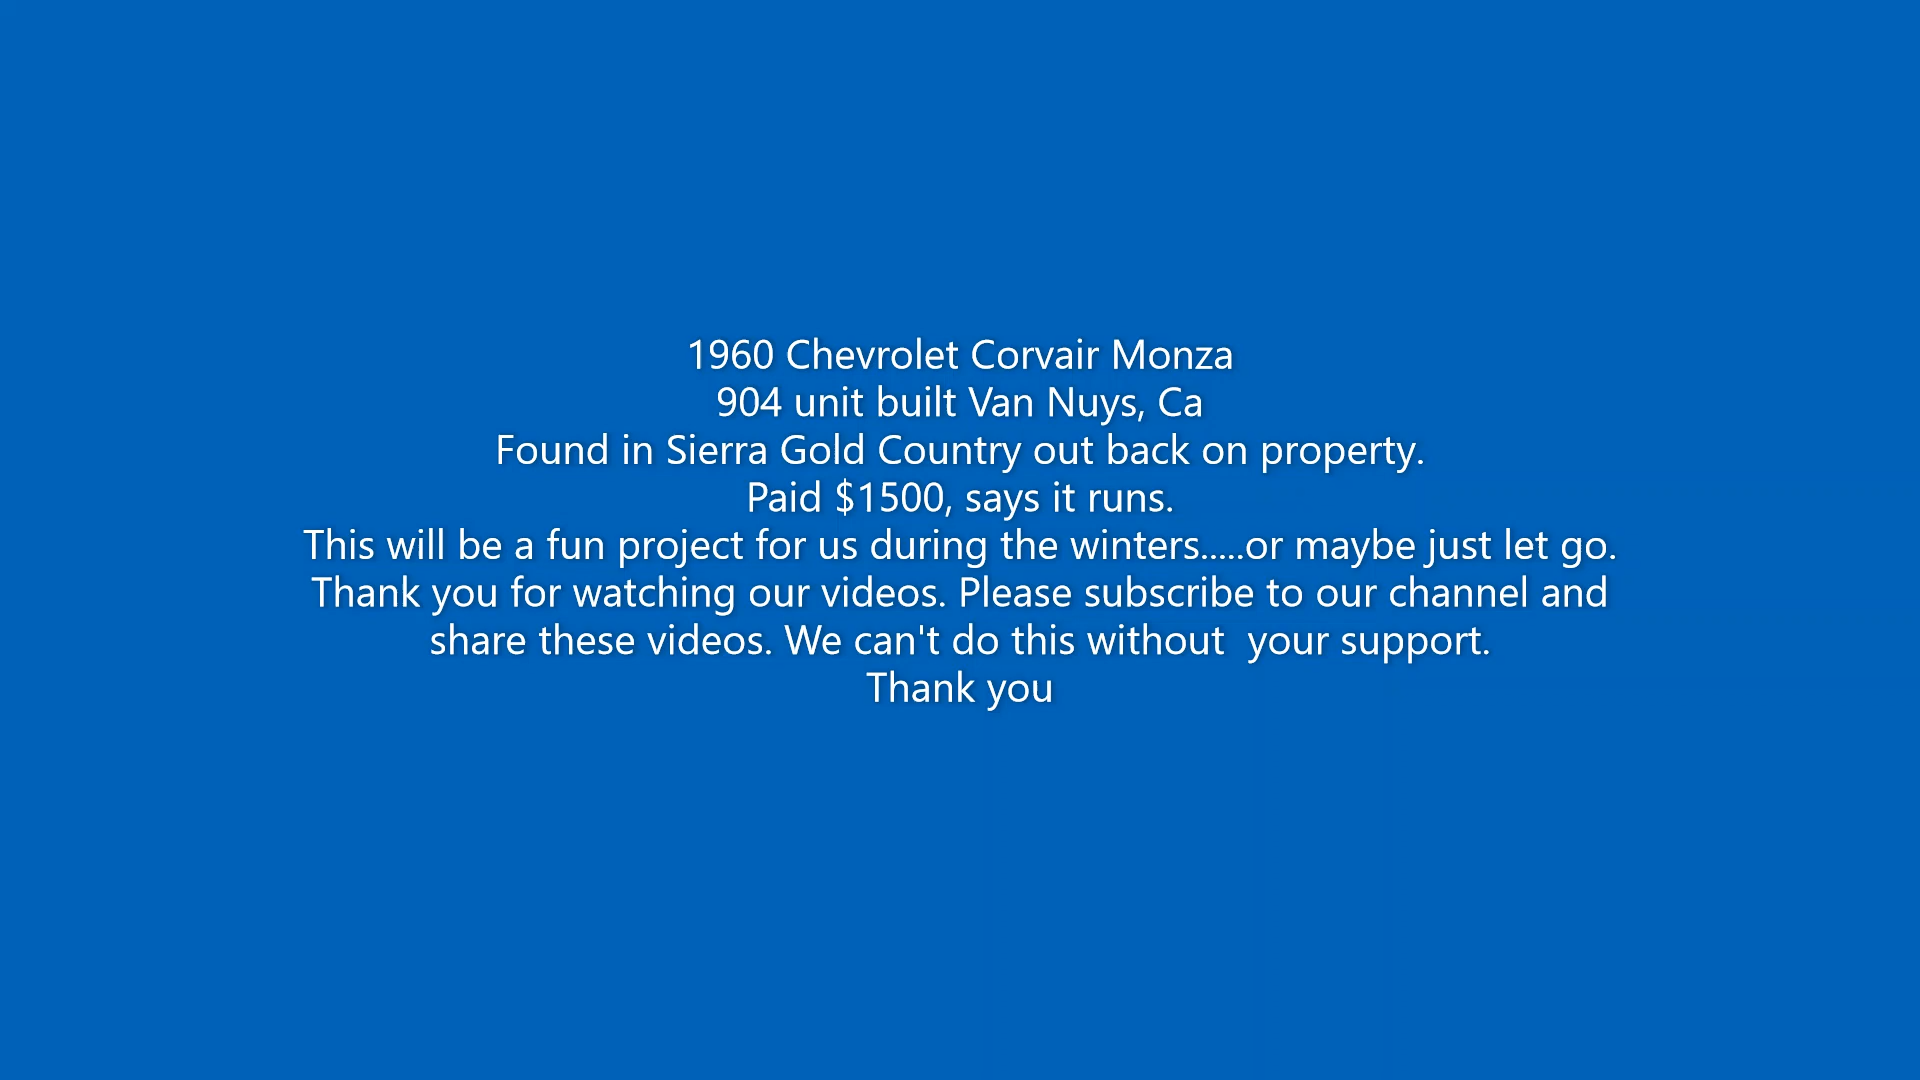 1960 Chevrolet Corvair Monza
904 unit built Van Nuys, Ca
Found in Sierra Gold Country out back on property.
Paid $1500, says it runs.
This will be a fun project for us during the winters.....or maybe just let go.
Thank you for watching our videos. Please subscribe to our channel and
share these videos. We can't do this without  your support.
Thank you